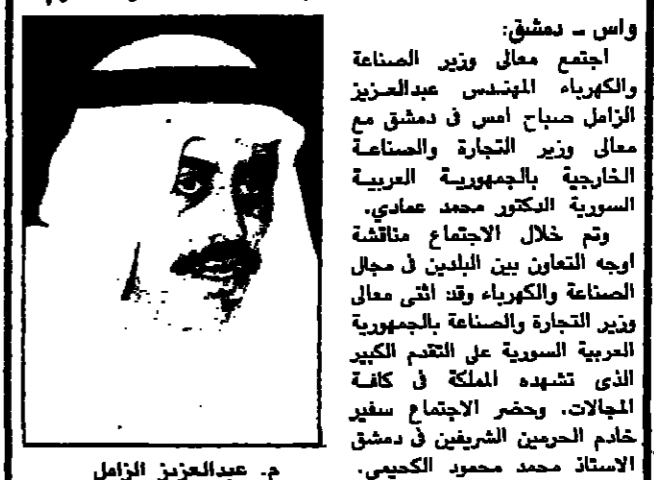 واس ـ دمشق:
اجتمع معالى وزير الصناعة
والكهرباء المهندس عبدالعزيز
الزامل صباح امس فى دمشق مع
معالى وزير التجارة والصناعة
الخارجية بالجمهورية العربية
السورية الدكتور محمد عمادي.
وتم خلال الاجتماع مناقشة
اوجه التعاون بين البلدين فى مجال
الصناعة والكهرباء وقد اثنى معالى
وزير التجارة والصناعة بالجمهورية
العربية السورية على التقدم الكبير
الذى تشهده المملكة فى كافة
المجالات. وحضر الاجتماع سفير
خادم الحرمين الشريفين فى دمشق
الاستاذ محمد محمود الكحيمي.
م. عبدالعزيز الزامل